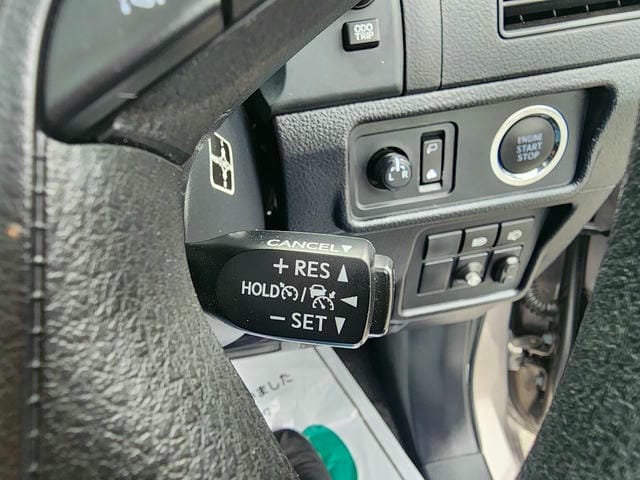 ODO
TRIP
ENGINE
START
STOP
L R
CANCEL▼
+ RES ▲
HOLD / ◀
− SET ▼
ました